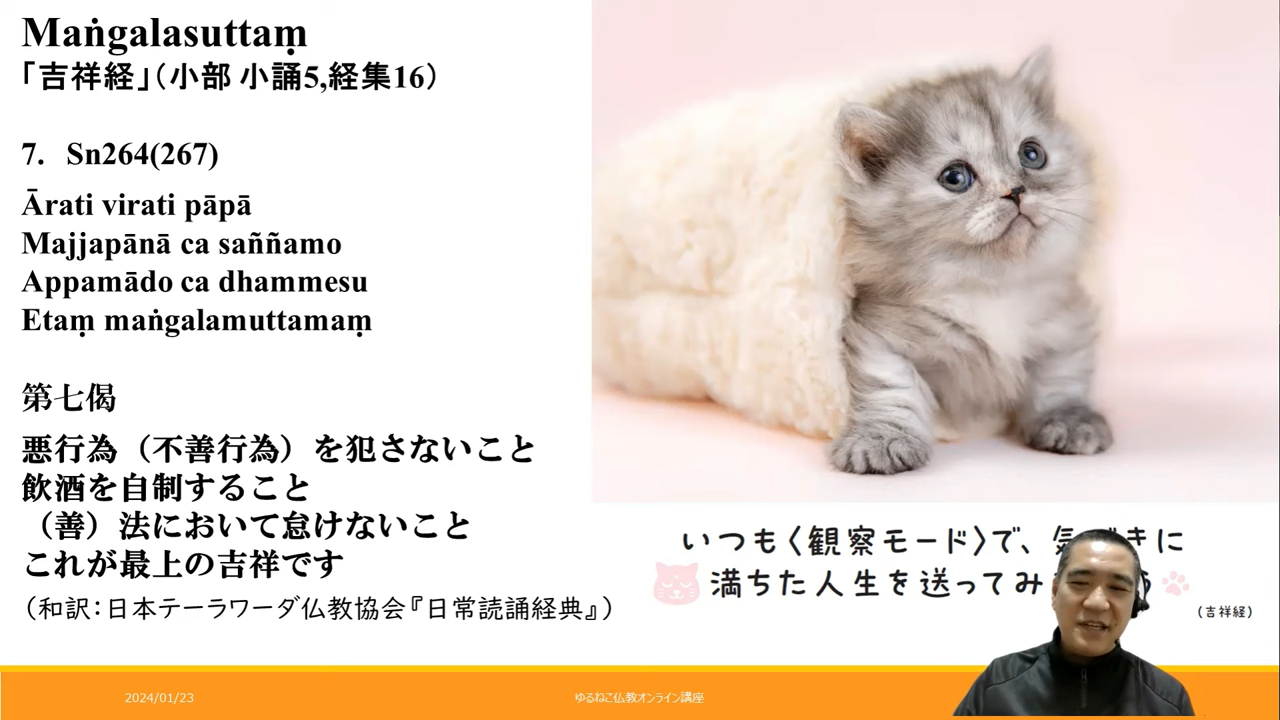 Maṅgalasuttaṃ
「吉祥経」（小部 小誦5,経集16）
7. Sn264(267)
Ārati virati pāpā
Majjapānā ca saññamo
Appamādo ca dhammesu
Etaṃ maṅgalamuttamaṃ
第七偈
悪行為（不善行為）を犯さないこと
飲酒を自制すること
（善）法において怠けないこと
これが最上の吉祥です
（和訳：日本テーラワーダ仏教協会『日常読誦経典』）
いつも〈観察モード〉で、 きに
満ちた人生を送ってみ
（吉祥経）
2024/01/23
ゆるねこ仏教オンライン講座